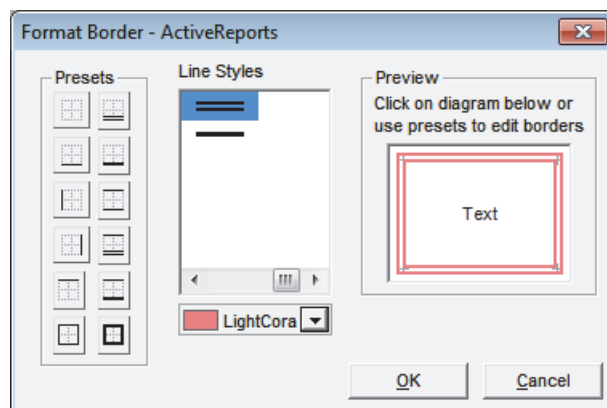 Format Border - ActiveReports
Presets
Line Styles
LightCora
Preview
Click on diagram below or
use presets to edit borders
Text
OK
Cancel